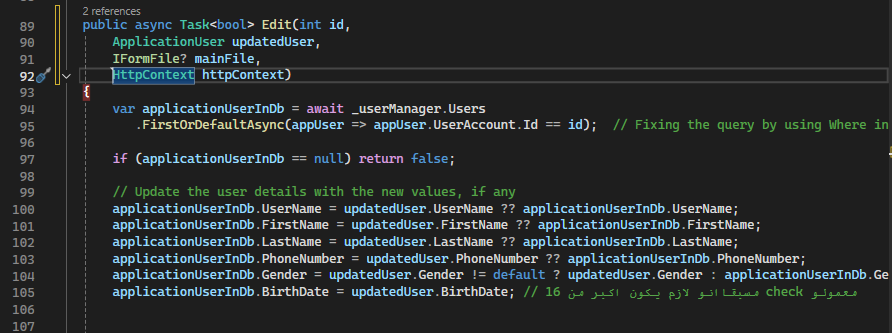 2 references
89 public async Task<bool> Edit(int id,
90 ApplicationUser updatedUser,
91 IFormFile? mainFile,
92 HttpContext httpContext)
93 {
94 var applicationUserInDb = await _userManager.Users
95 .FirstOrDefaultAsync(appUser => appUser.UserAccount.Id == id); // Fixing the query by using Where in
96
97 if (applicationUserInDb == null) return false;
98
99 // Update the user details with the new values, if any
100 applicationUserInDb.UserName = updatedUser.UserName ?? applicationUserInDb.UserName;
101 applicationUserInDb.FirstName = updatedUser.FirstName ?? applicationUserInDb.FirstName;
102 applicationUserInDb.LastName = updatedUser.LastName ?? applicationUserInDb.LastName;
103 applicationUserInDb.PhoneNumber = updatedUser.PhoneNumber ?? applicationUserInDb.PhoneNumber;
104 applicationUserInDb.Gender = updatedUser.Gender != default ? updatedUser.Gender : applicationUserInDb.Ge
105 applicationUserInDb.BirthDate = updatedUser.BirthDate; // معمولو check مسبقاانو لازم يكون اكبر من 16
106
107